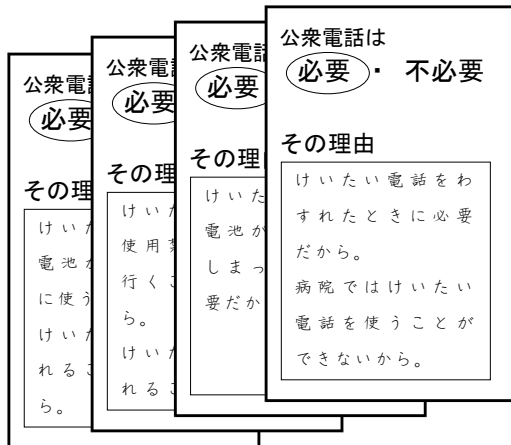 公衆電
必要
その理
けいた
電池
に使う
けいた
れるこ
ら。
公衆電
必要
その理
けいた
使用
行くこ
ら。
けいた
れるこ
公衆電話
必要
その理
けいた
電池が
しまっ
要だか
公衆電話は
必要・不必要
その理由
けいたい電話をわ
すれたときに必要
だから。
病院ではけいたい
電話を使うことが
できないから。